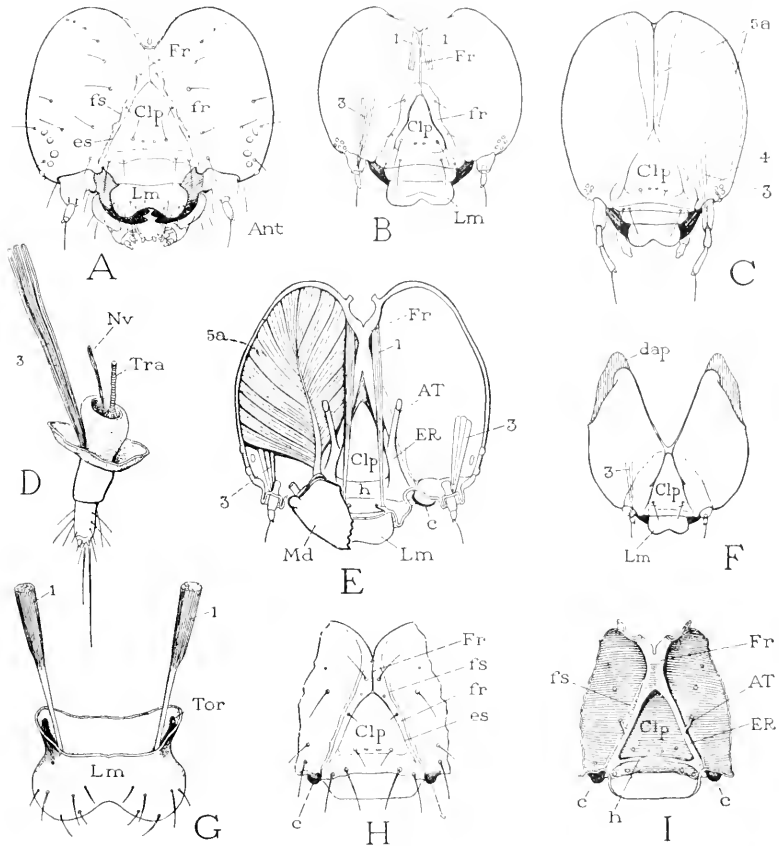 Fr
fs
Clp
fr
es
Lm
Ant
A
1 1
Fr
3
Clp
fr
Lm
B
5a
Clp
4
3
C
Nv
3
Tra
D
5a
Fr
1
AT
ER
3
Clp
h
3
c
Md
Lm
E
dap
3
Clp
Lm
F
1 1
Tor
Lm
G
Fr
fs
fr
Clp
es
c
H
Fr
fs
AT
Clp
ER
c c
h
I